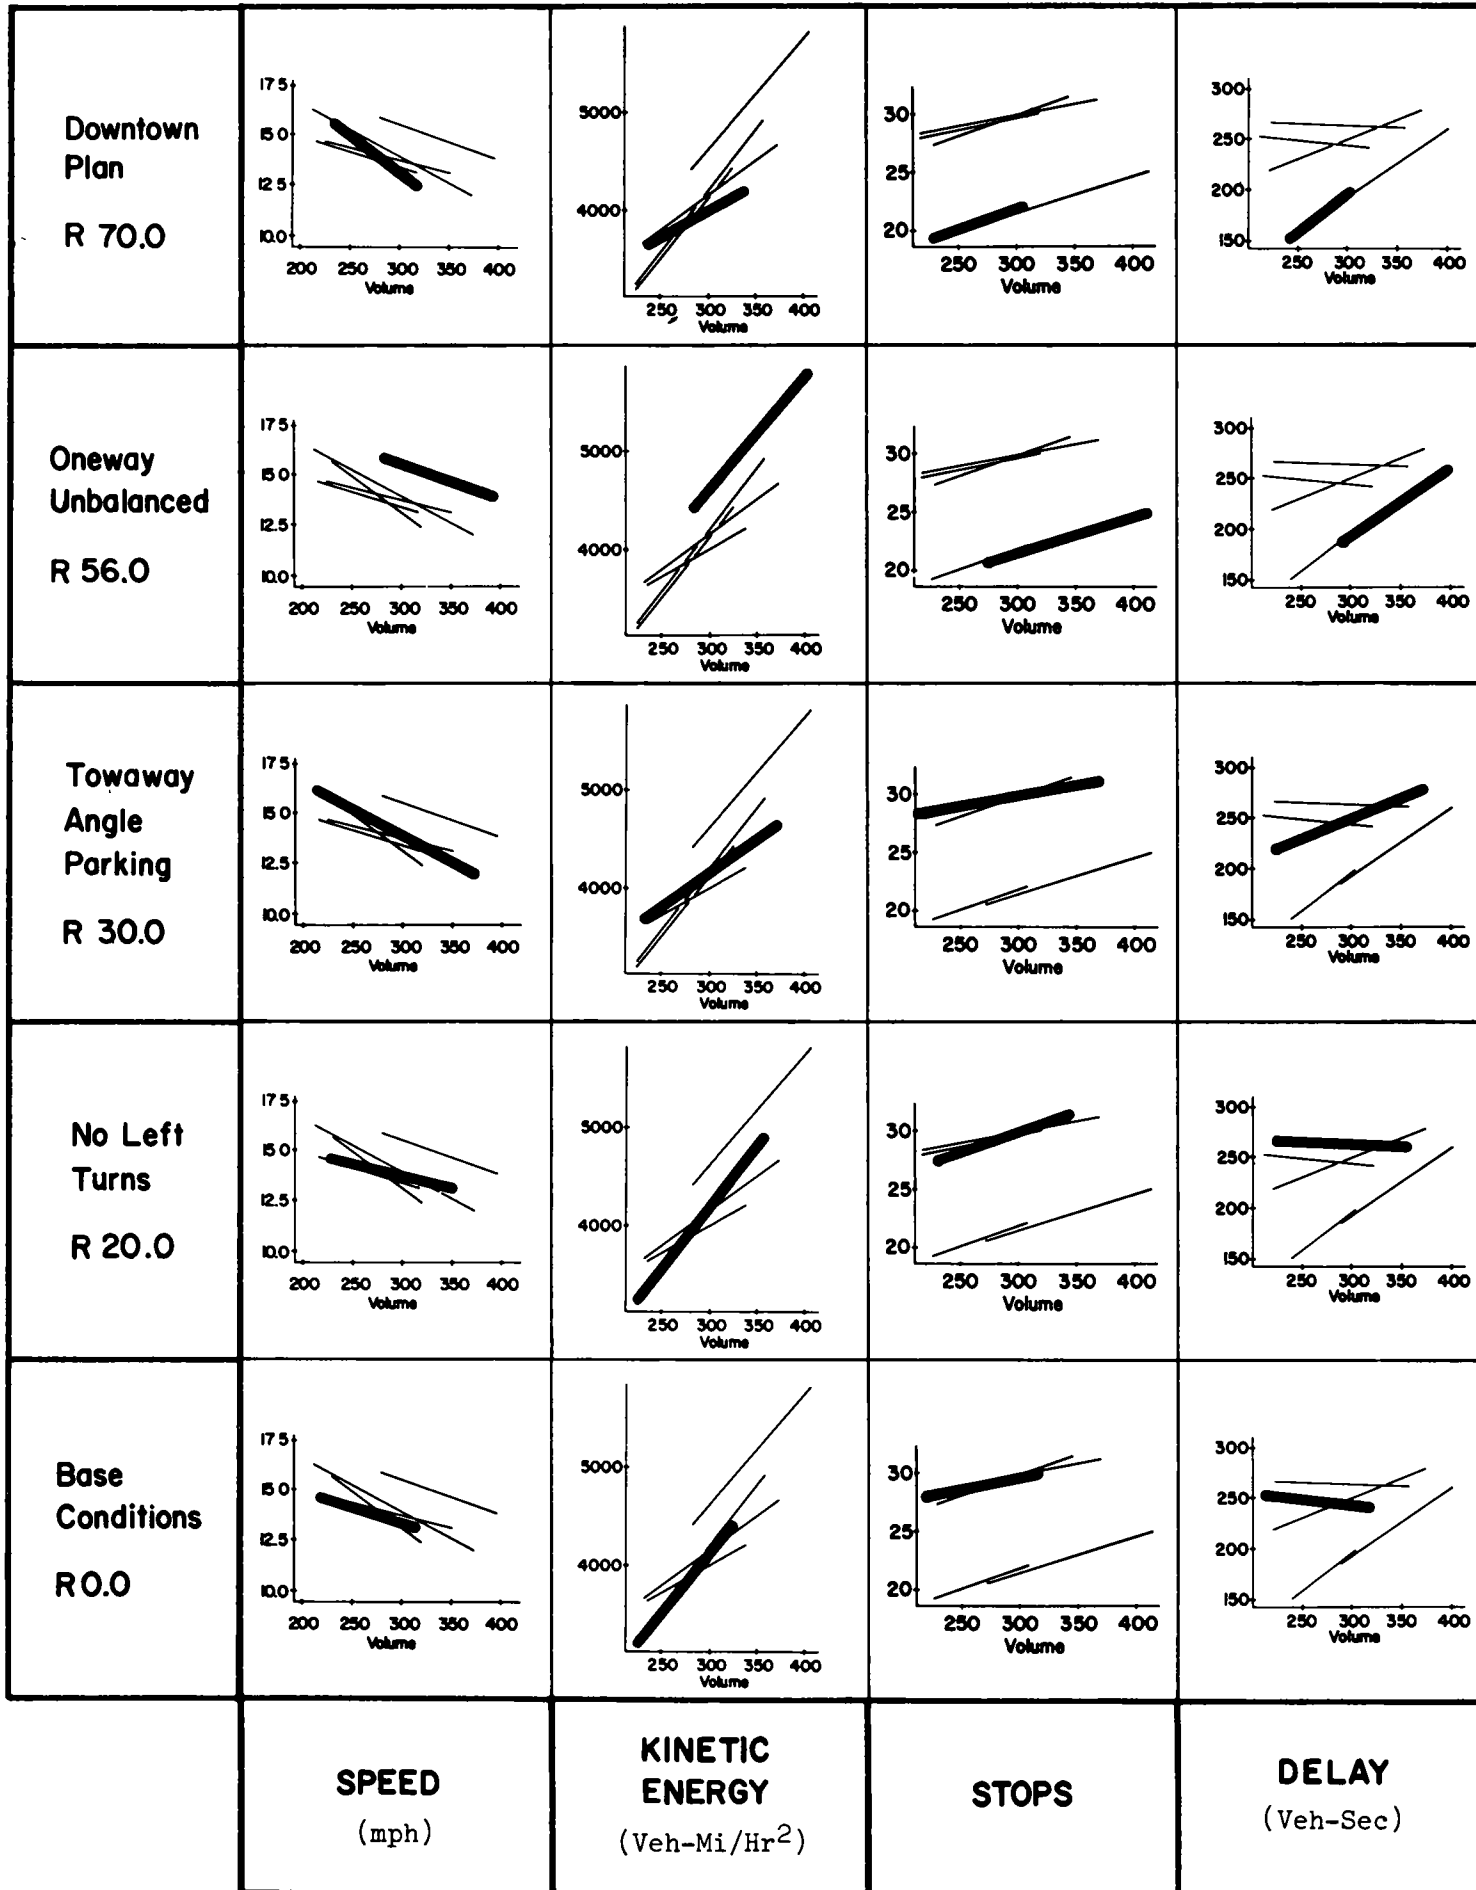 Downtown
Plan
R 70.0
17.5
15.0
12.5
10.0
200 250 300 350 400
Volume
5000
4000
250 300 350 400
Volume
30
25
20
250 300 350 400
Volume
300
250
200
150
250 300 350 400
Volume
Oneway
Unbalanced
R 56.0
17.5
15.0
12.5
10.0
200 250 300 350 400
Volume
5000
4000
250 300 350 400
Volume
30
25
20
250 300 350 400
Volume
300
250
200
150
250 300 350 400
Volume
Towaway
Angle
Parking
R 30.0
17.5
15.0
12.5
10.0
200 250 300 350 400
Volume
5000
4000
250 300 350 400
Volume
30
25
20
250 300 350 400
Volume
300
250
200
150
250 300 350 400
Volume
No Left
Turns
R 20.0
17.5
15.0
12.5
10.0
200 250 300 350 400
Volume
5000
4000
250 300 350 400
Volume
30
25
20
250 300 350 400
Volume
300
250
200
150
250 300 350 400
Volume
Base
Conditions
R 0.0
17.5
15.0
12.5
10.0
200 250 300 350 400
Volume
5000
4000
250 300 350 400
Volume
30
25
20
250 300 350 400
Volume
300
250
200
150
250 300 350 400
Volume
SPEED
(mph)
KINETIC
ENERGY
(Veh-Mi/Hr²)
STOPS
DELAY
(Veh-Sec)